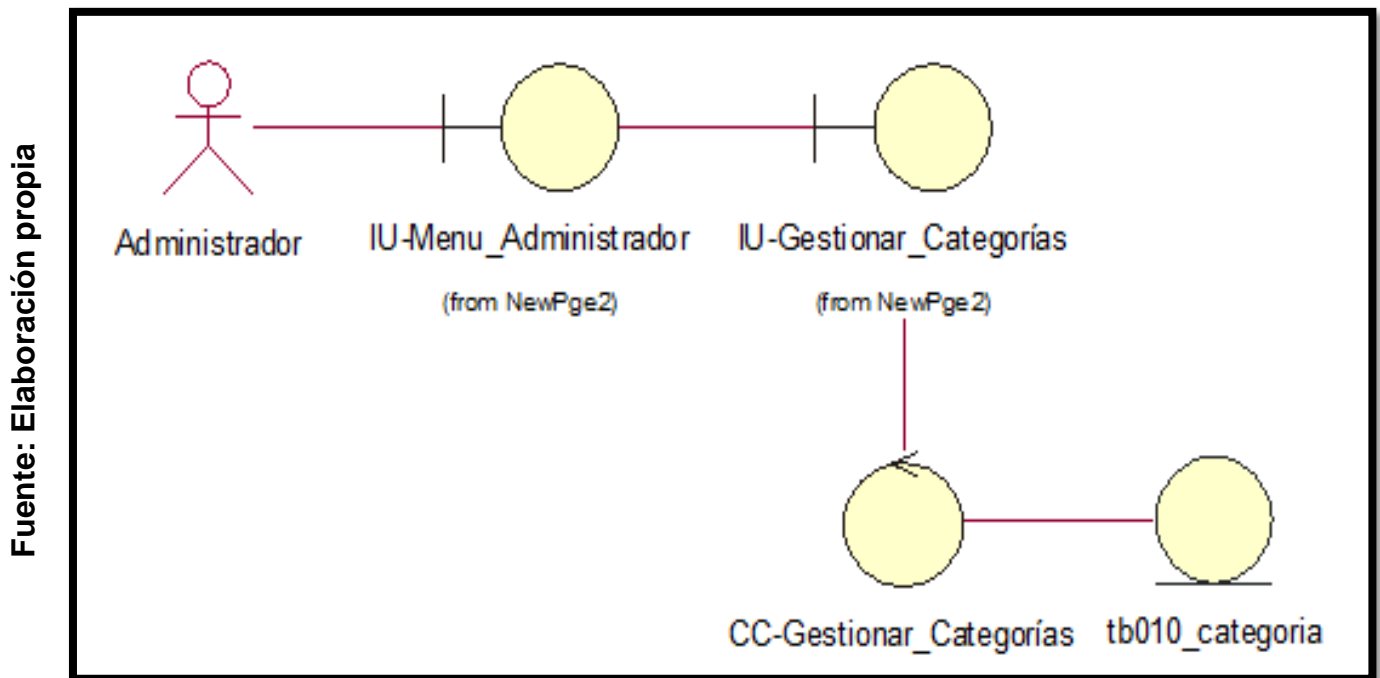 Fuente: Elaboración propia
Administrador
IU-Menu_Administrador
(from NewPge2)
IU-Gestionar_Categorías
(from NewPge2)
CC-Gestionar_Categorías
tb010_categoria